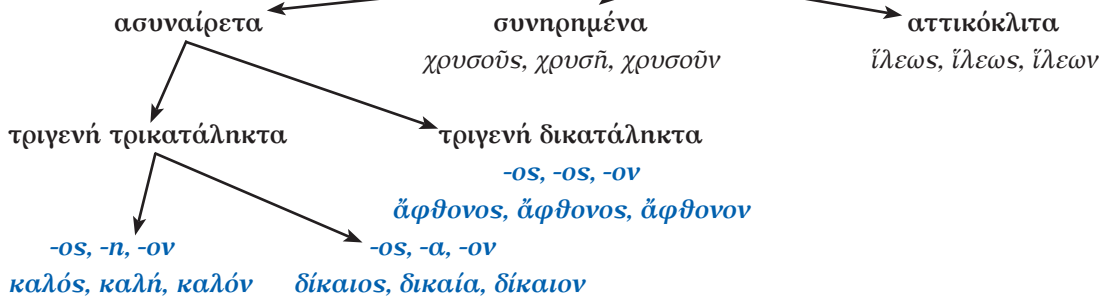 ασυναίρετα συνηρημένα αττικόκλιτα
χρυσοῦς, χρυσῆ, χρυσοῦν ἵλεως, ἵλεως, ἵλεων
τριγενή τρικατάληκτα τριγενή δικατάληκτα
-ος, -ος, -ον
ἄφθονος, ἄφθονος, ἄφθονον
-ος, -η, -ον -ος, -α, -ον
καλός, καλή, καλόν δίκαιος, δικαία, δίκαιον